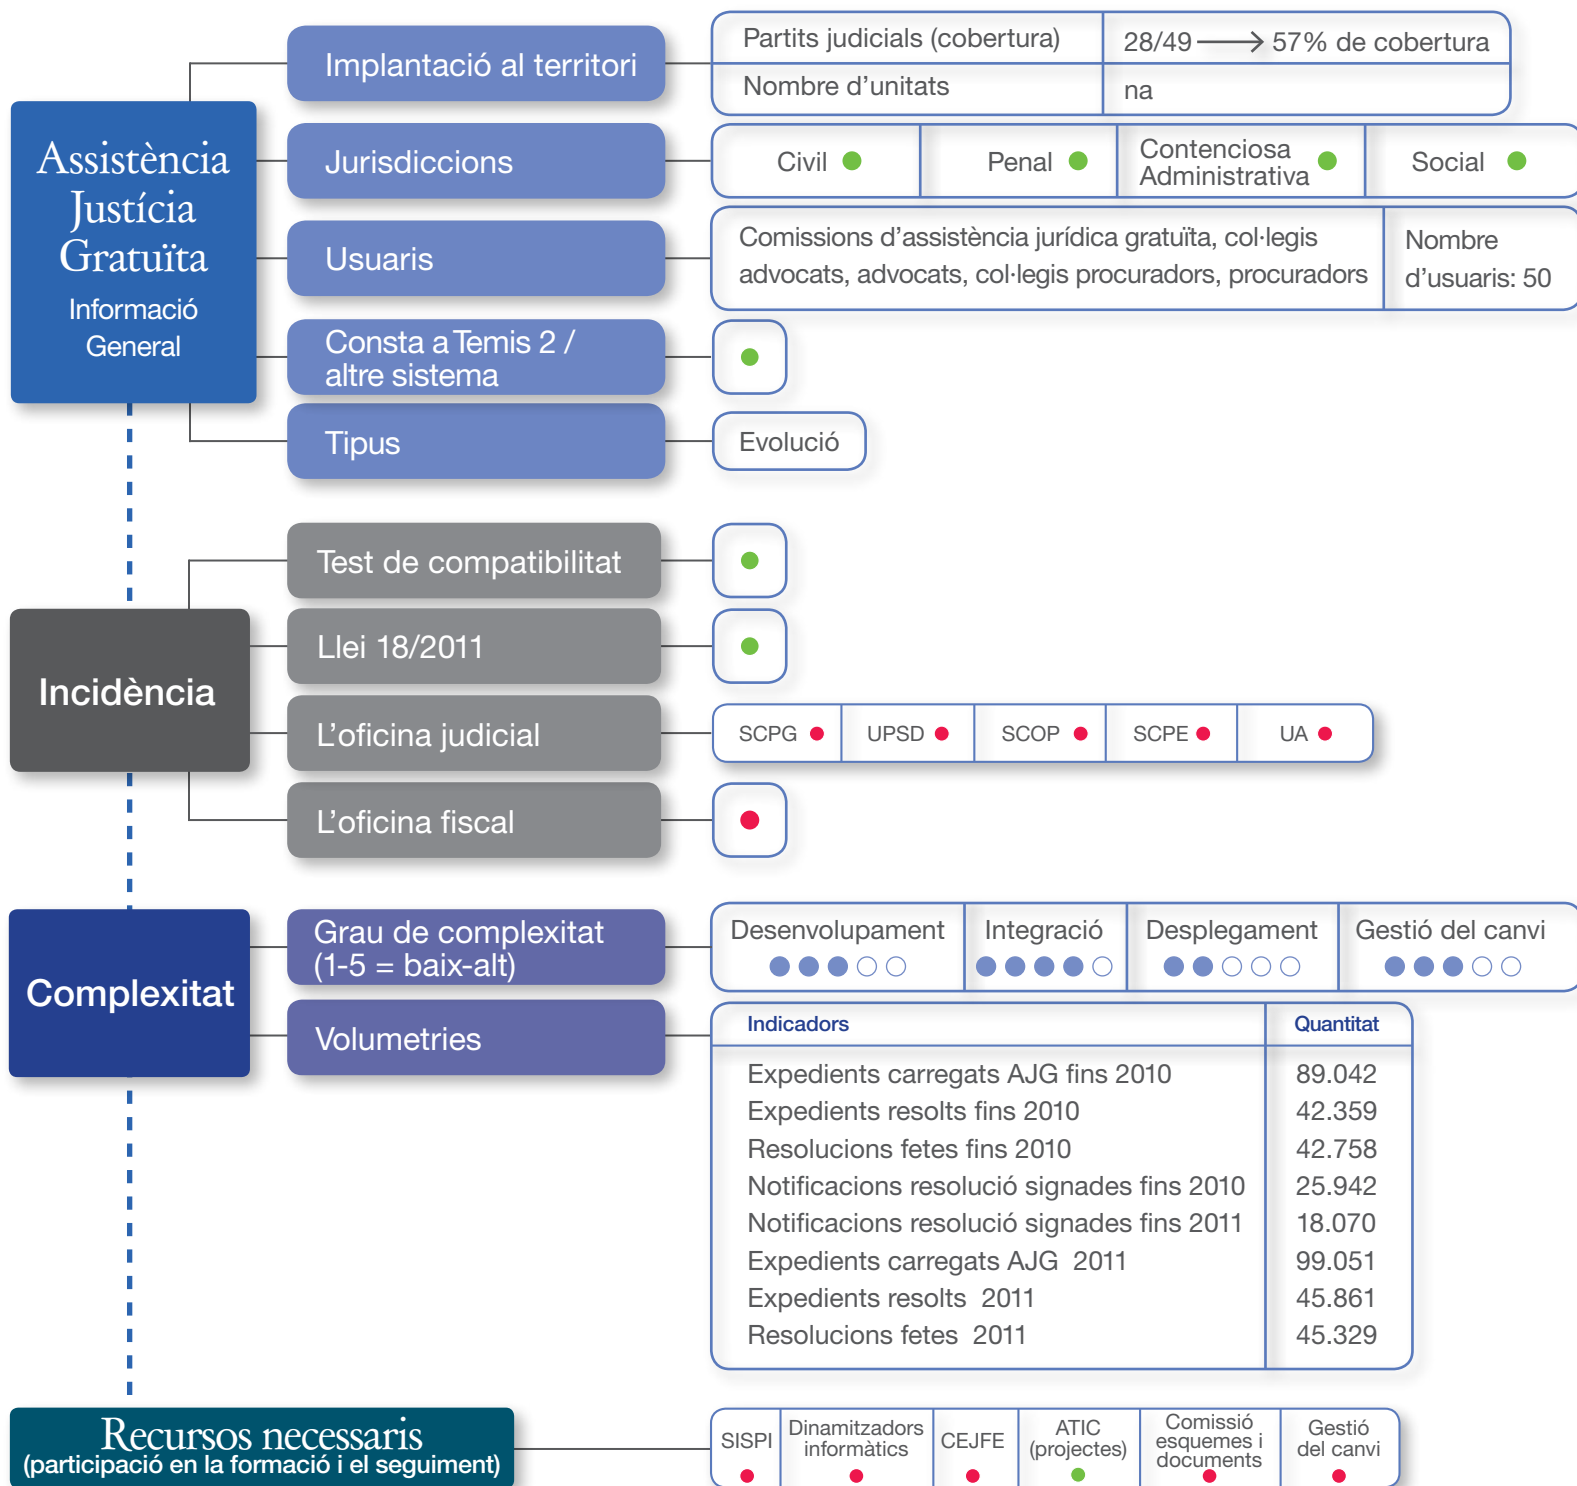 Assistència
Justícia
Gratuïta
Informació
General
Implantació al territori
Partits judicials (cobertura)
28/49 → 57% de cobertura
Nombre d'unitats
na
Jurisdiccions
Civil
Penal
Contenciosa
Administrativa
Social
Usuaris
Comissions d'assistència jurídica gratuïta, col·legis
advocats, advocats, col·legis procuradors, procuradors
Nombre
d'usuaris: 50
Consta a Temis 2 /
altre sistema
Tipus
Evolució
Incidència
Test de compatibilitat
Llei 18/2011
L'oficina judicial
SCPG
UPSD
SCOP
SCPE
UA
L'oficina fiscal
Complexitat
Grau de complexitat
(1-5 = baix-alt)
Desenvolupament
Integració
Desplegament
Gestió del canvi
Volumetries
Indicadors
Quantitat
Expedients carregats AJG fins 2010
89.042
Expedients resolts fins 2010
42.359
Resolucions fetes fins 2010
42.758
Notificacions resolució signades fins 2010
25.942
Notificacions resolució signades fins 2011
18.070
Expedients carregats AJG 2011
99.051
Expedients resolts 2011
45.861
Resolucions fetes 2011
45.329
Recursos necessaris
(participació en la formació i el seguiment)
SISPI
Dinamitzadors
informàtics
CEJFE
ATIC
(projectes)
Comissió
esquemes i
documents
Gestió
del canvi